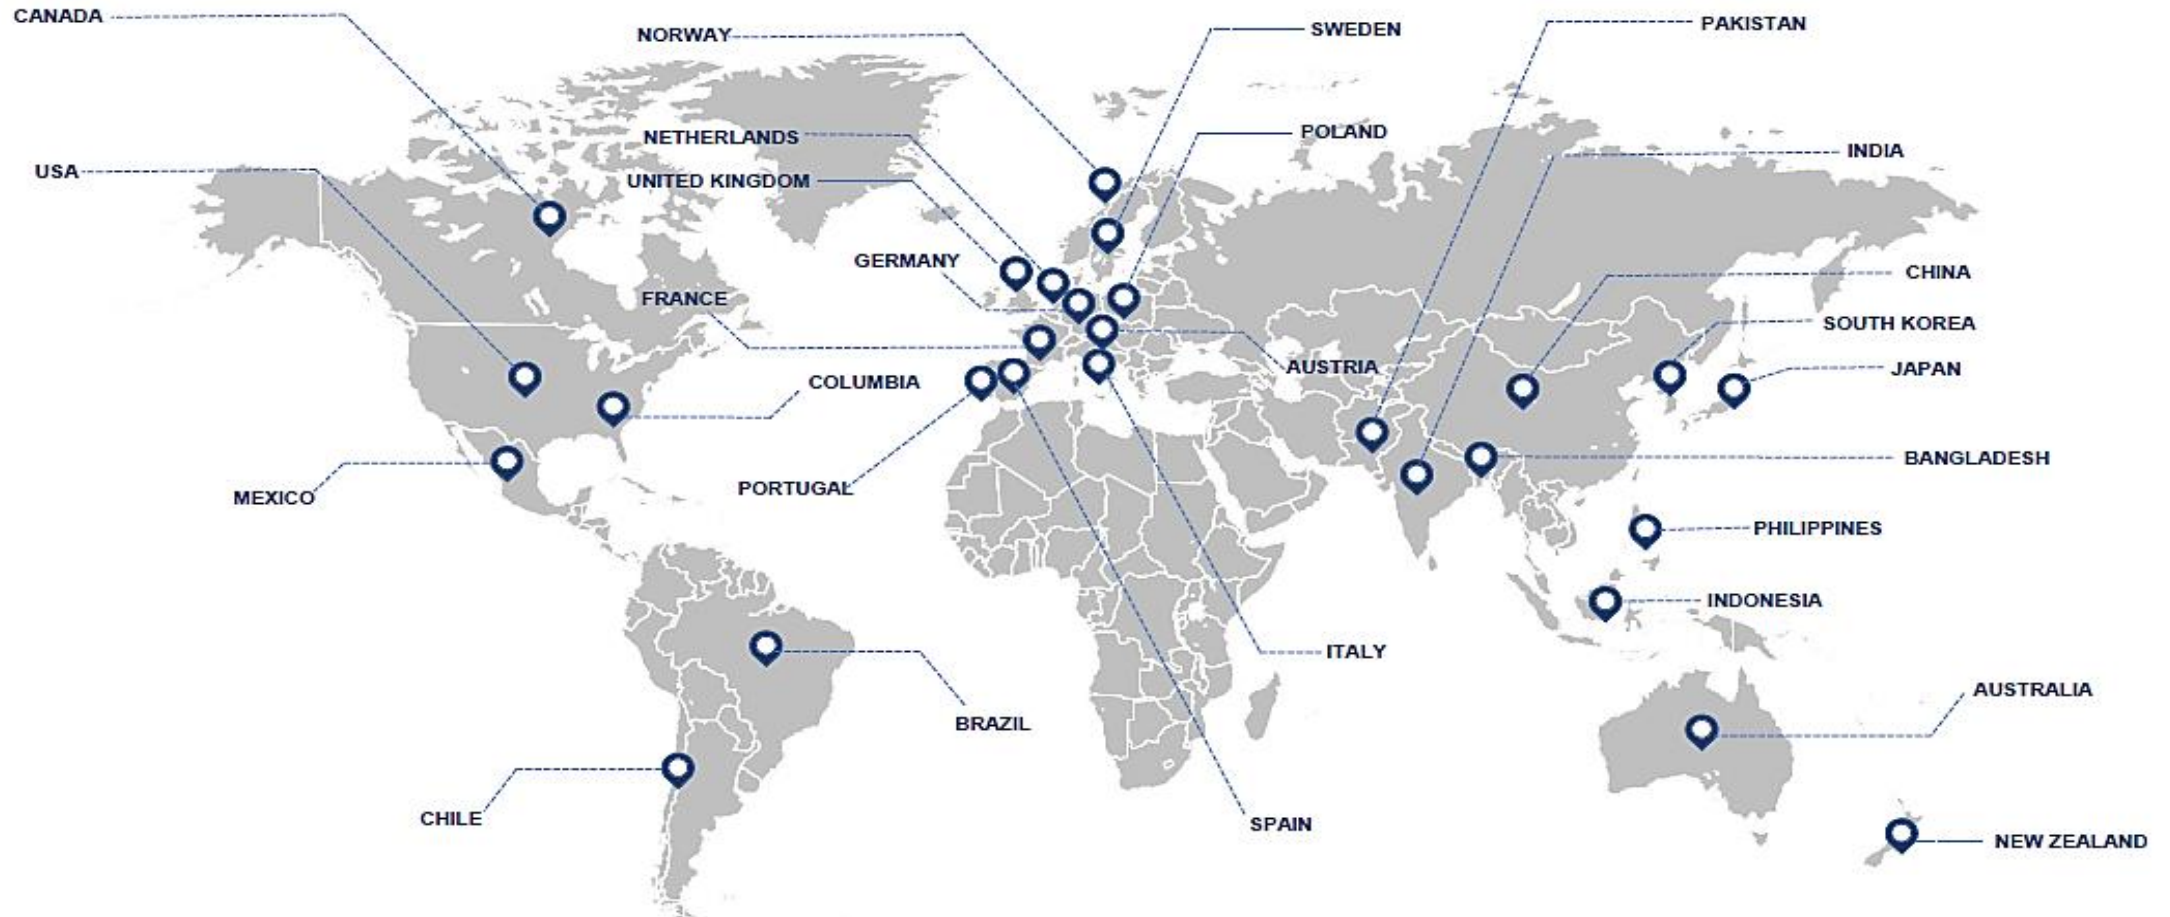 CANADA
NORWAY
SWEDEN
PAKISTAN
NETHERLANDS
POLAND
INDIA
USA
UNITED KINGDOM
GERMANY
CHINA
FRANCE
SOUTH KOREA
AUSTRIA
JAPAN
COLUMBIA
BANGLADESH
PORTUGAL
MEXICO
PHILIPPINES
INDONESIA
ITALY
AUSTRALIA
BRAZIL
CHILE
SPAIN
NEW ZEALAND